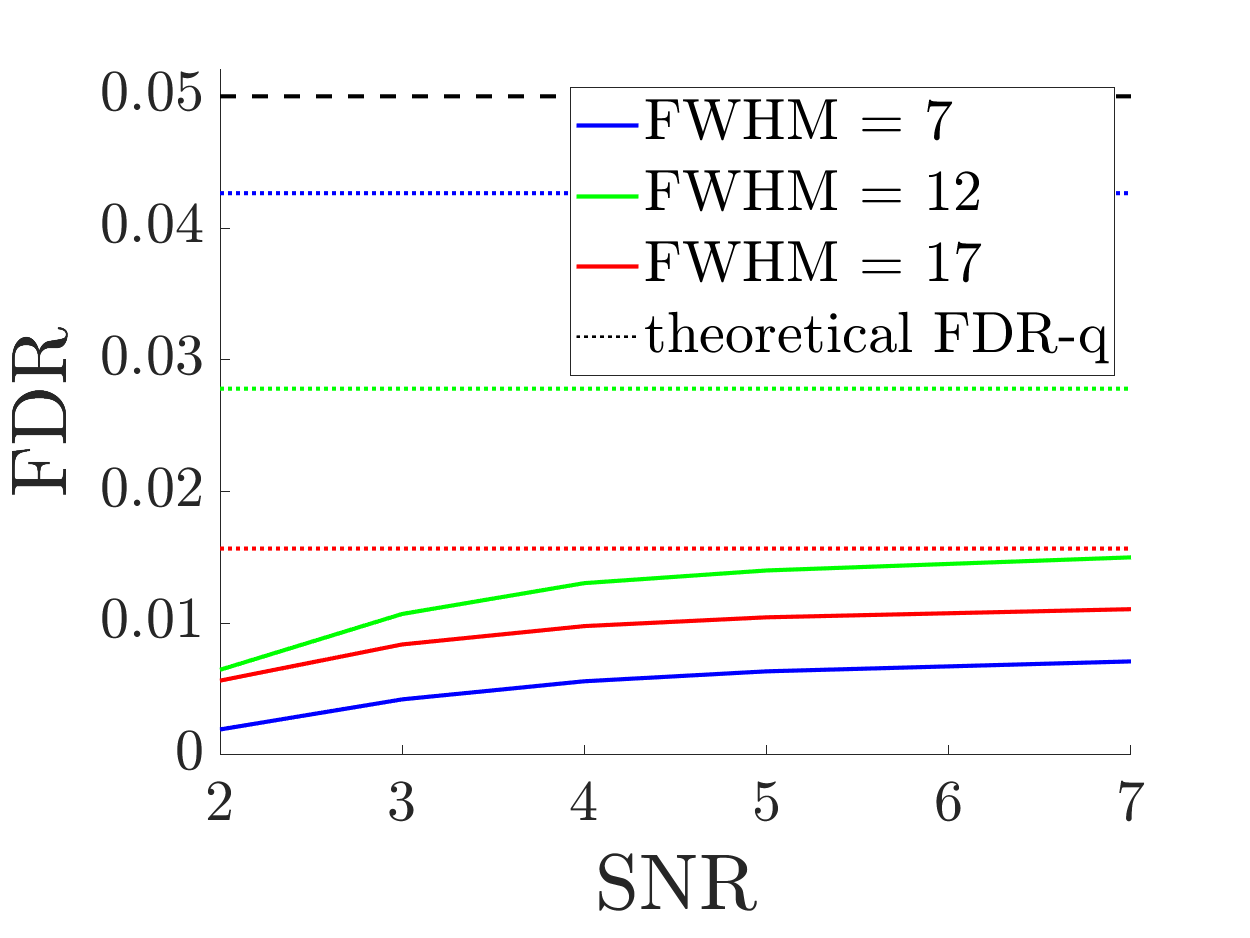 0.05
0.04
0.03
0.02
0.01
0
FDR
FWHM = 7
FWHM = 12
FWHM = 17
theoretical FDR-q
2 3 4 5 6 7
SNR